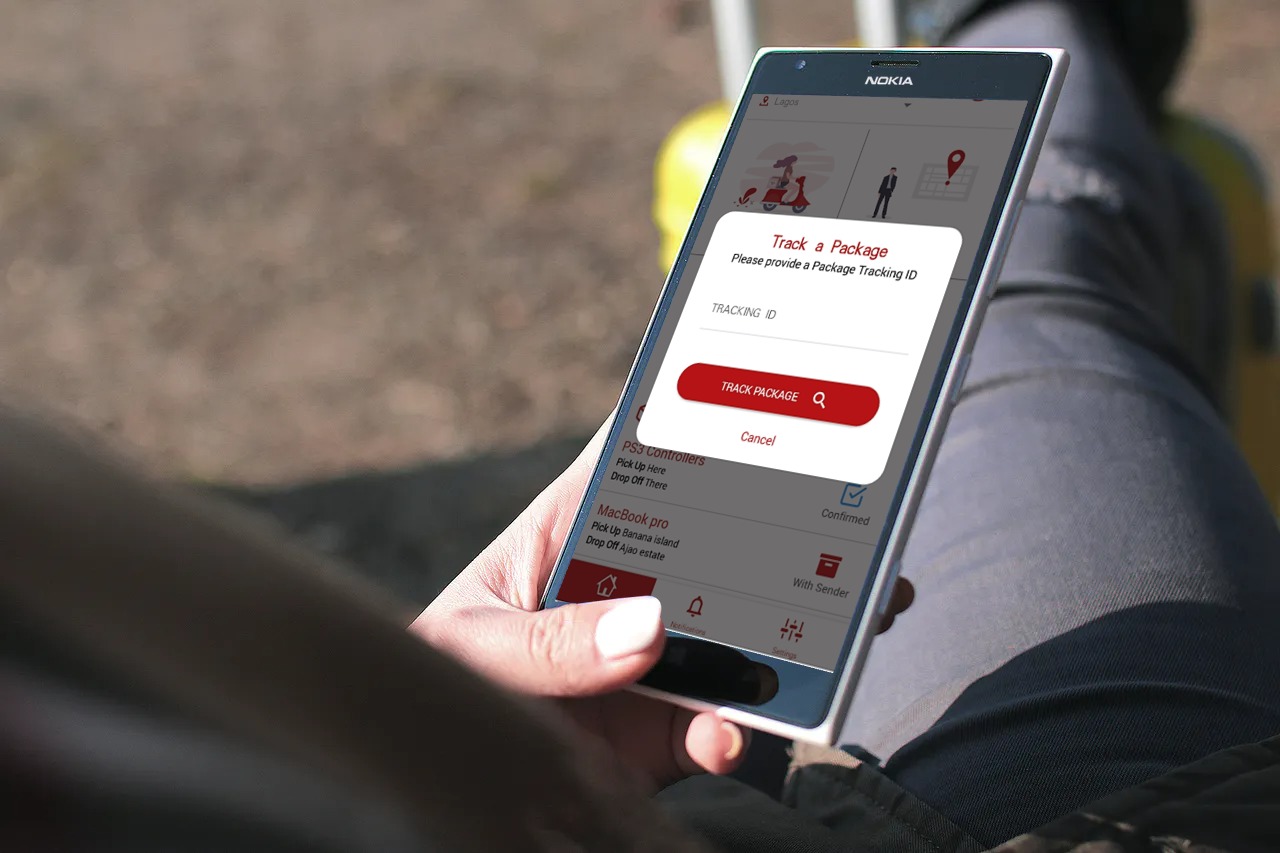 NOKIA
Lagos
Track a Package
Please provide a Package Tracking ID
TRACKING ID
TRACK PACKAGE
Cancel
PS3 Controllers
Pick Up Here
Drop Off There
Confirmed
MacBook pro
Pick Up Banana island
Drop Off Ajao estate
With Sender
Notifications
Settings